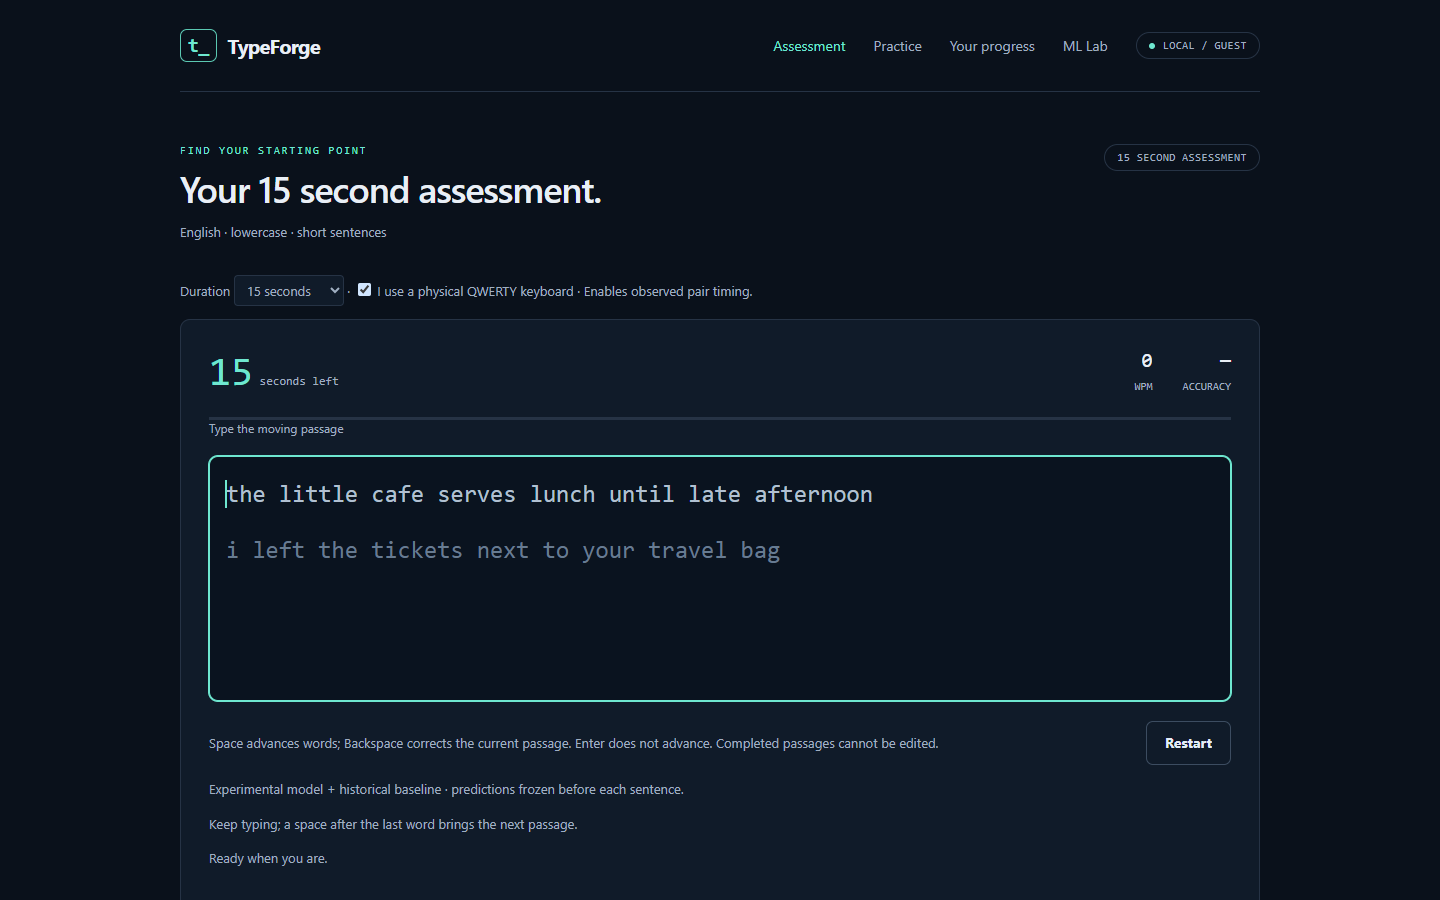 t_ TypeForge
Assessment Practice Your progress ML Lab LOCAL / GUEST
FIND YOUR STARTING POINT
15 SECOND ASSESSMENT
Your 15 second assessment.
English · lowercase · short sentences
Duration 15 seconds · I use a physical QWERTY keyboard · Enables observed pair timing.
15 seconds left
0 —
WPM ACCURACY
Type the moving passage
the little cafe serves lunch until late afternoon
i left the tickets next to your travel bag
Space advances words; Backspace corrects the current passage. Enter does not advance. Completed passages cannot be edited.
Restart
Experimental model + historical baseline · predictions frozen before each sentence.
Keep typing; a space after the last word brings the next passage.
Ready when you are.